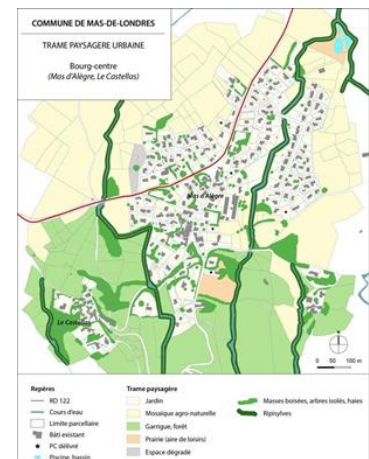 COMMUNE DE MAS-DE-LONDRES
TRAME PAYSAGERE URBAINE
Bourg-centre
(Mas d'Alègre, Le Castellas)
Mas d'Alègre
Le Castellas
N
0 50 100 m
Repères
RD 122
Cours d'eau
Limite parcellaire
Bâti existant
PC délivré
Piscine, bassin
Trame paysagère
Jardin
Mosaïque agro-naturelle
Garrigue, forêt
Prairie (aire de loisirs)
Espace dégradé
Masses boisées, arbres isolés, haies
Ripisylves